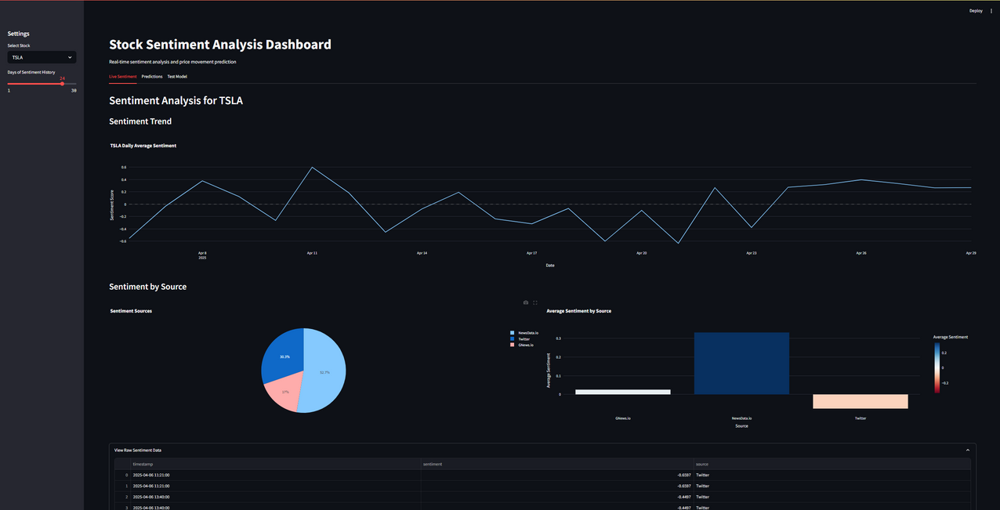 Deploy
Settings
Select Stock
TSLA
Days of Sentiment History
24
1 38
Stock Sentiment Analysis Dashboard
Real-time sentiment analysis and price movement prediction
Live Sentiment Predictions Test Model
Sentiment Analysis for TSLA
Sentiment Trend
TSLA Daily Average Sentiment
Sentiment Score
0.6
0.4
0.2
0
−0.2
−0.4
−0.6
Apr 8 Apr 11 Apr 14 Apr 17 Apr 20 Apr 23 Apr 26 Apr 29
2025
Date
Sentiment by Source
Sentiment Sources
30.3%
52.7%
17%
NewsData.io
Twitter
GNews.io
Average Sentiment by Source
Average Sentiment
0.3
0.2
0.1
0
GNews.io NewsData.io Twitter
Source
Average Sentiment
0.2
0
−0.2
View Raw Sentiment Data
timestamp sentiment source
0 2025-04-06 11:21:00 -0.6597 Twitter
1 2025-04-06 11:21:00 -0.6597 Twitter
2 2025-04-06 13:40:00 -0.4497 Twitter
3 2025-04-06 13:40:00 -0.4497 Twitter